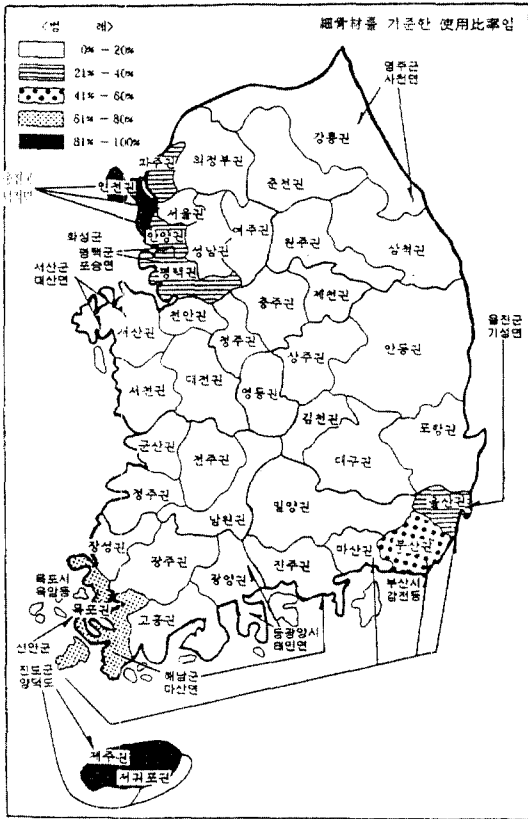 <범 례>
細骨材를 기준한 使用比率임
0% - 20%
21% - 40%
41% - 60%
61% - 80%
81% - 100%
명주군
사천면
강릉권
파주권
의정부권
춘천권
인천권
서울권
안양권
성남권
여주권
원주권
삼척권
화성군
평택군
포승면
평택권
서산군
대산면
서산권
천안권
청주권
충주권
제천권
울진군
기성면
상주권
안동권
서천권
대전권
영동권
김천권
포항권
군산권
전주권
대구권
정주권
밀양권
울산권
남원권
장성권
광주권
광양권
진주권
마산권
부산권
부산시
감전동
목포시
옥암동
목포권
고흥권
동광양시
태인면
신안군
해남군
마산면
진도군
제주권
서귀포권